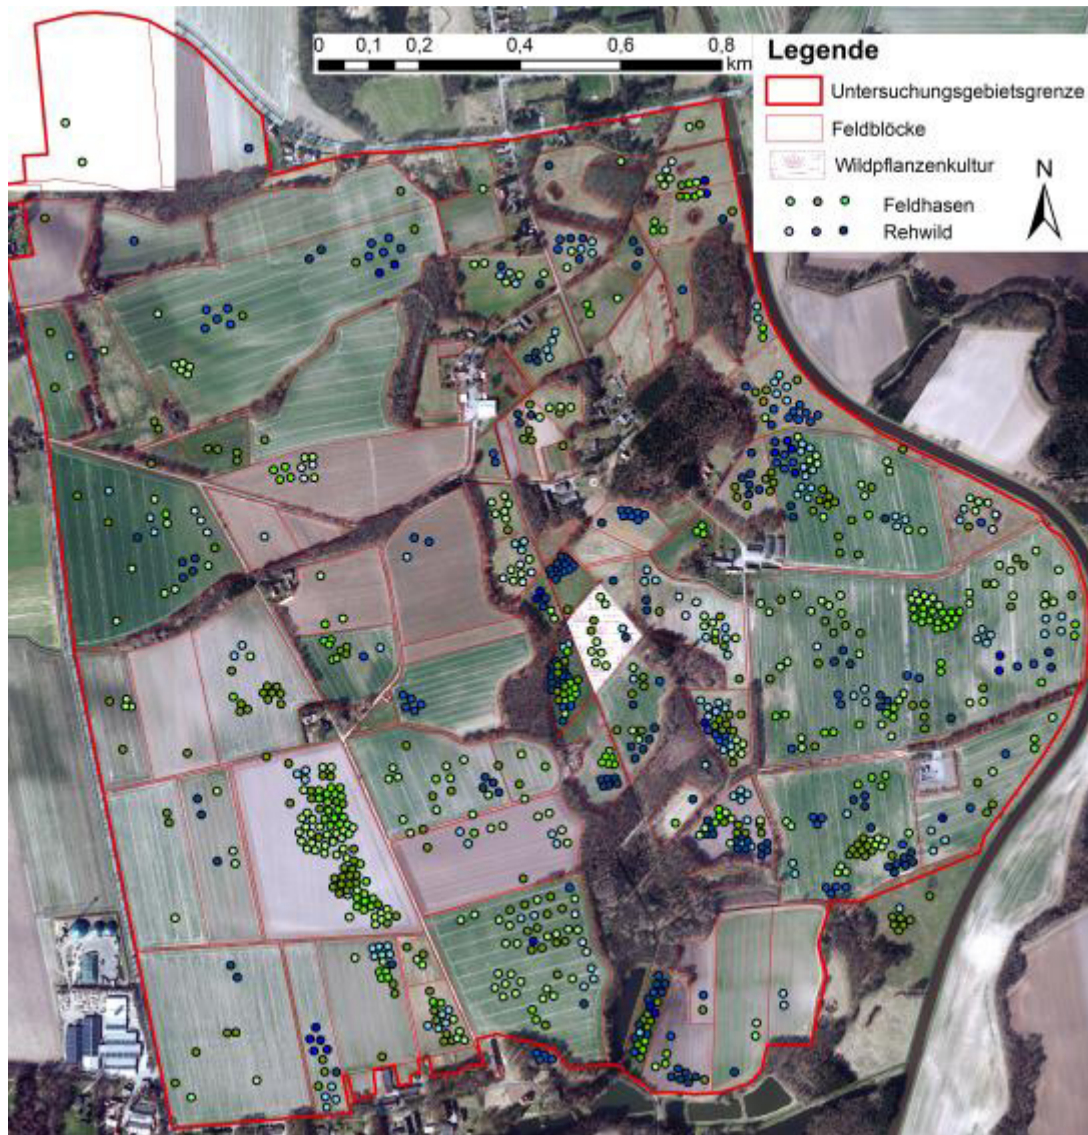 0 0,1 0,2 0,4 0,6 0,8
km
Legende
Untersuchungsgebietsgrenze
Feldblöcke
Wildpflanzenkultur
N
Feldhasen
Rehwild